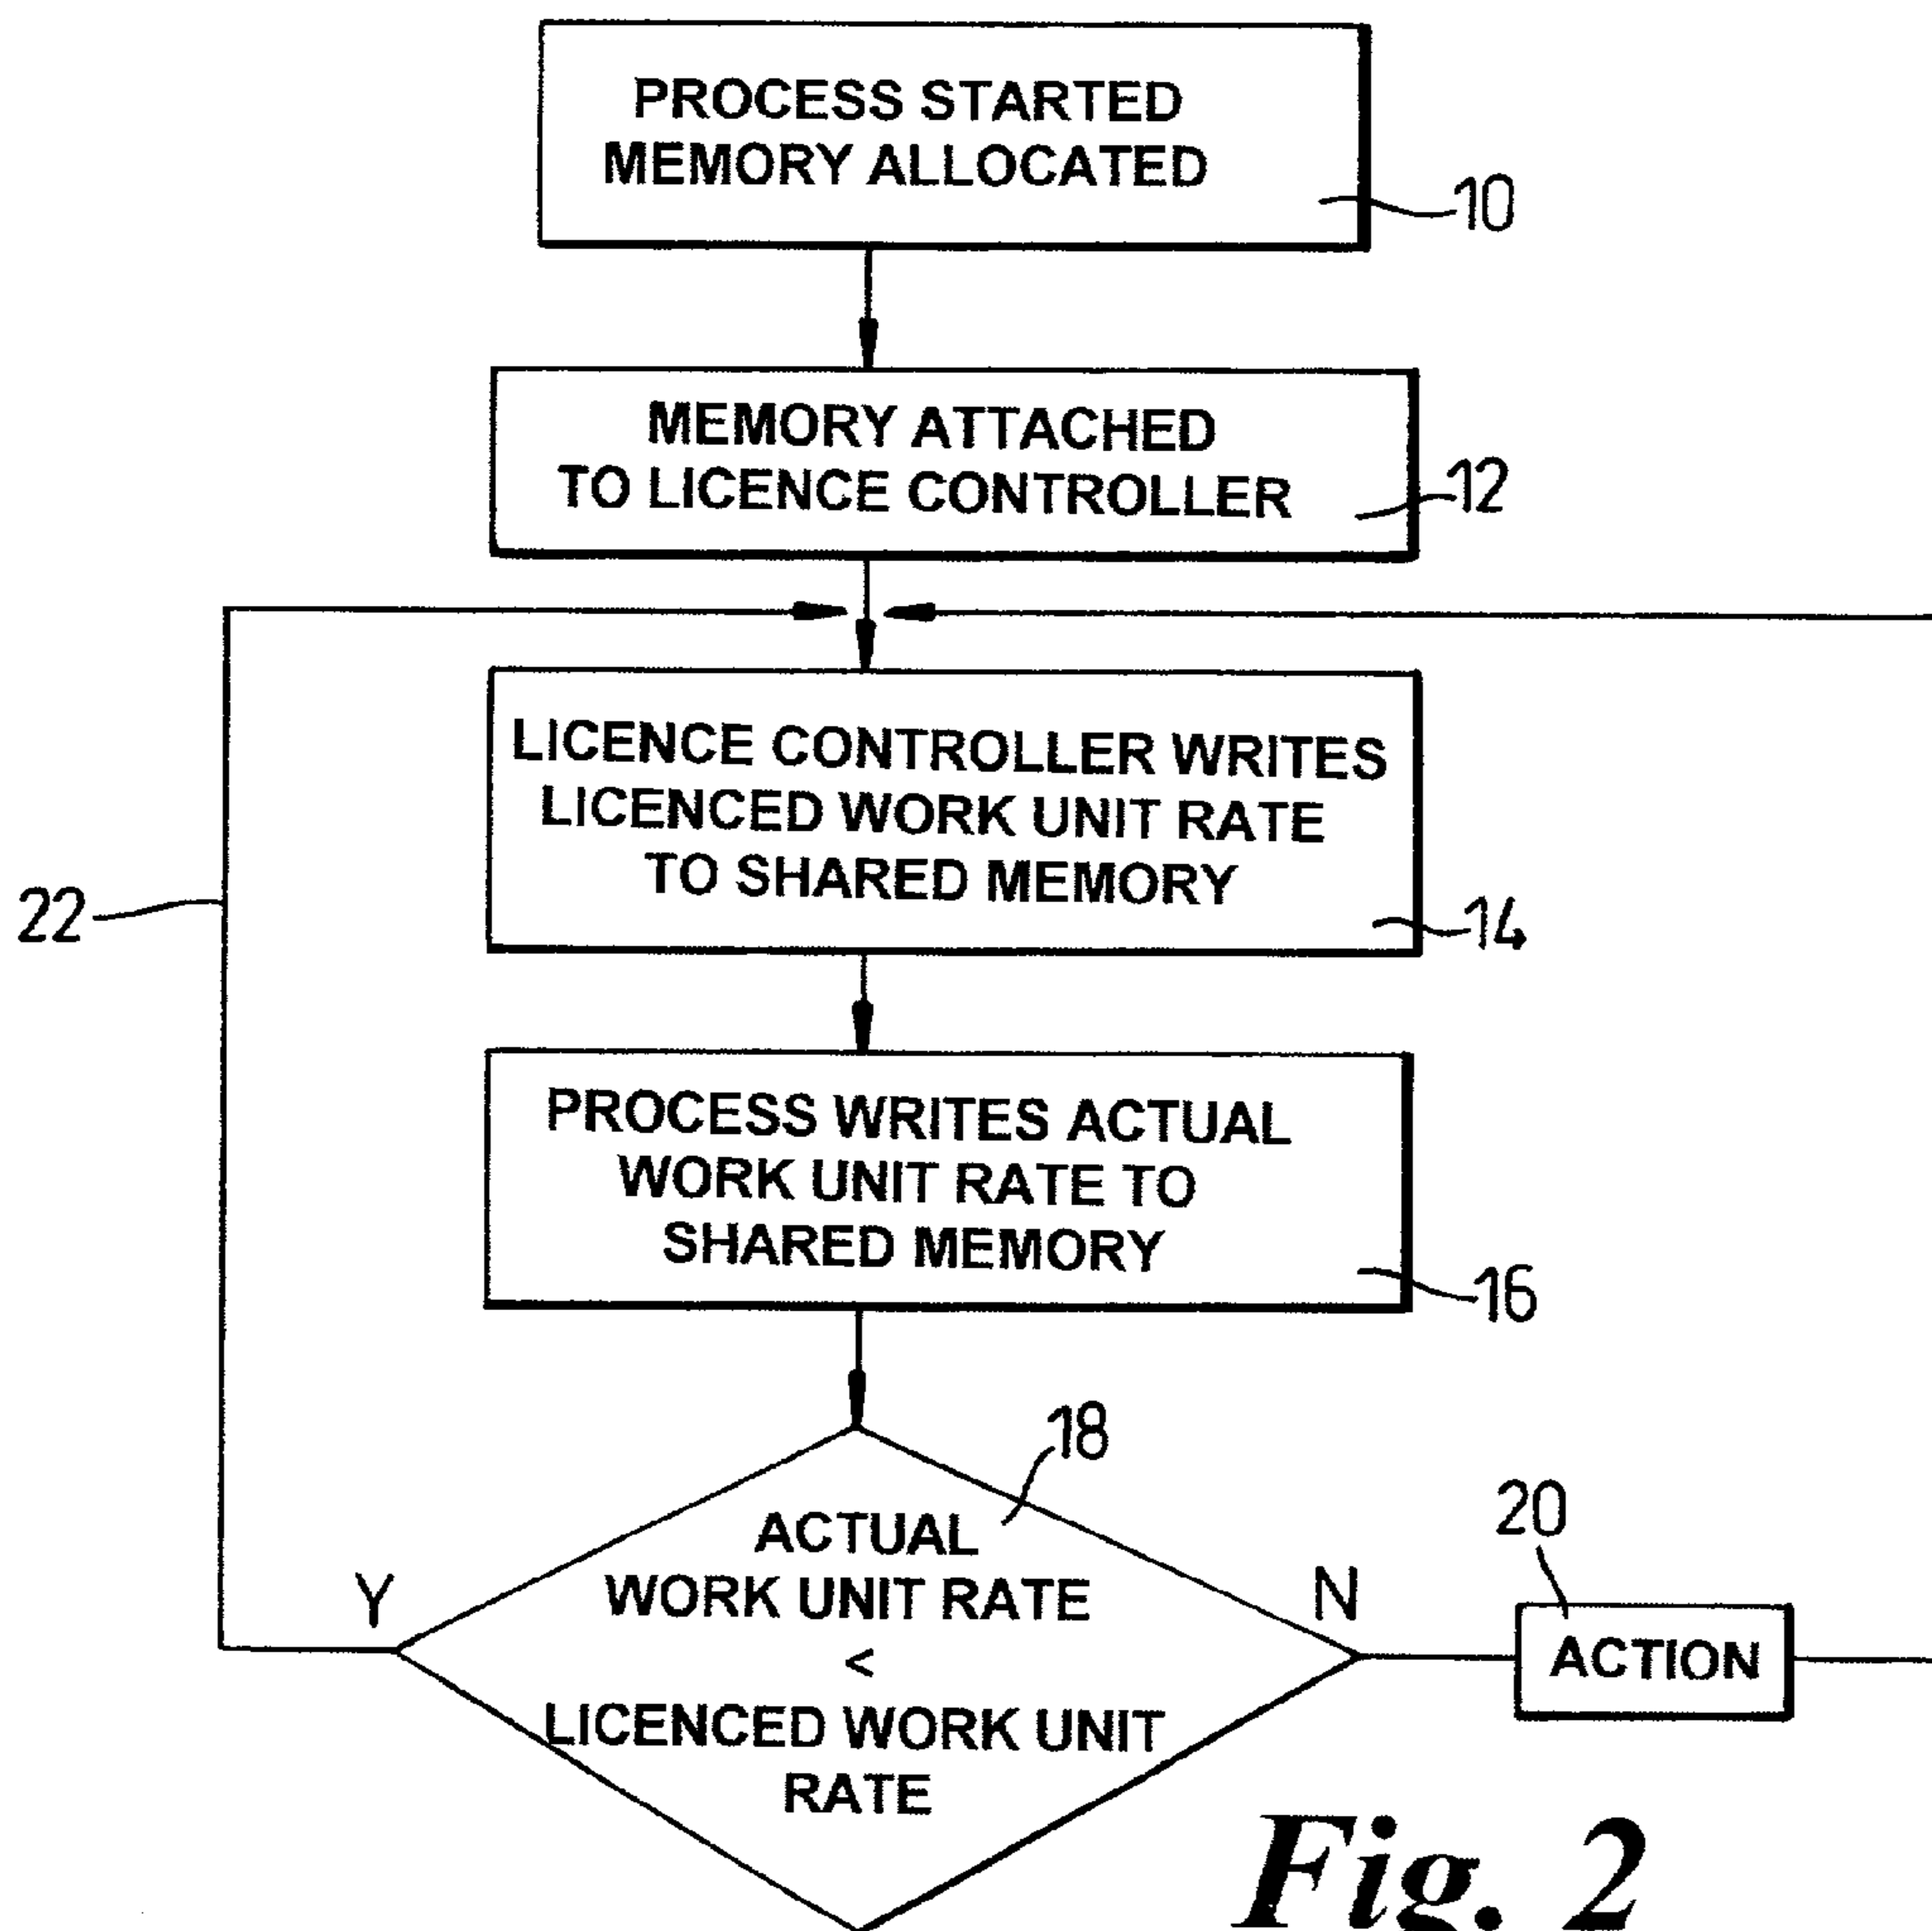 PROCESS STARTED
MEMORY ALLOCATED
10
MEMORY ATTACHED
TO LICENCE CONTROLLER
12
LICENCE CONTROLLER WRITES
LICENCED WORK UNIT RATE
TO SHARED MEMORY
22
14
PROCESS WRITES ACTUAL
WORK UNIT RATE TO
SHARED MEMORY
16
18
ACTUAL
WORK UNIT RATE
<
LICENCED WORK UNIT
RATE
Y
N
20
ACTION
Fig. 2